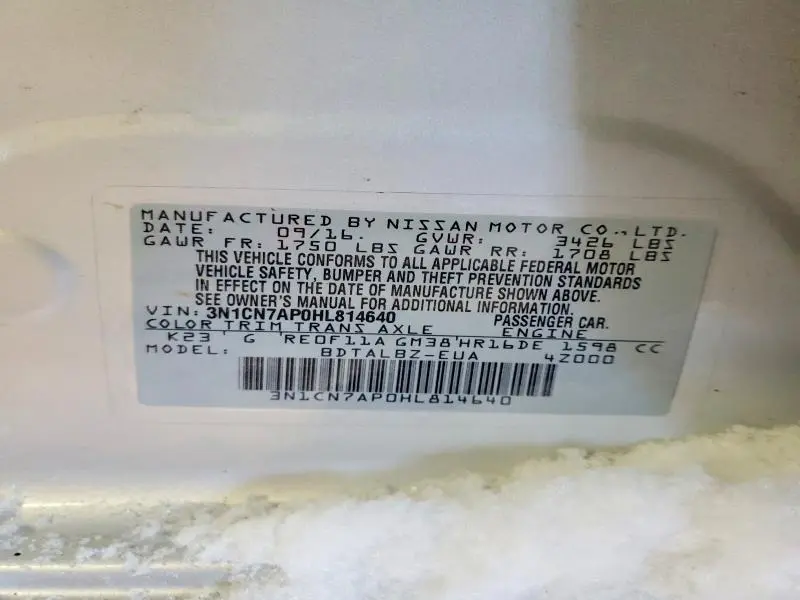 MANUFACTURED BY NISSAN MOTOR CO., LTD.
DATE: 09/16. GVWR: 3426 LBS
GAWR FR: 1750 LBS GAWR RR: 1708 LBS
THIS VEHICLE CONFORMS TO ALL APPLICABLE FEDERAL MOTOR
VEHICLE SAFETY, BUMPER AND THEFT PREVENTION STANDARDS
IN EFFECT ON THE DATE OF MANUFACTURE SHOWN ABOVE.
SEE OWNER'S MANUAL FOR ADDITIONAL INFORMATION.
VIN: 3N1CN7AP0HL814640 PASSENGER CAR.
COLOR TRIM TRANS AXLE ENGINE
K23 G RE0F11A GM38 HR16DE 1598 CC
MODEL: BDTALBZ-EUA 4Z000
3N1CN7AP0HL814640